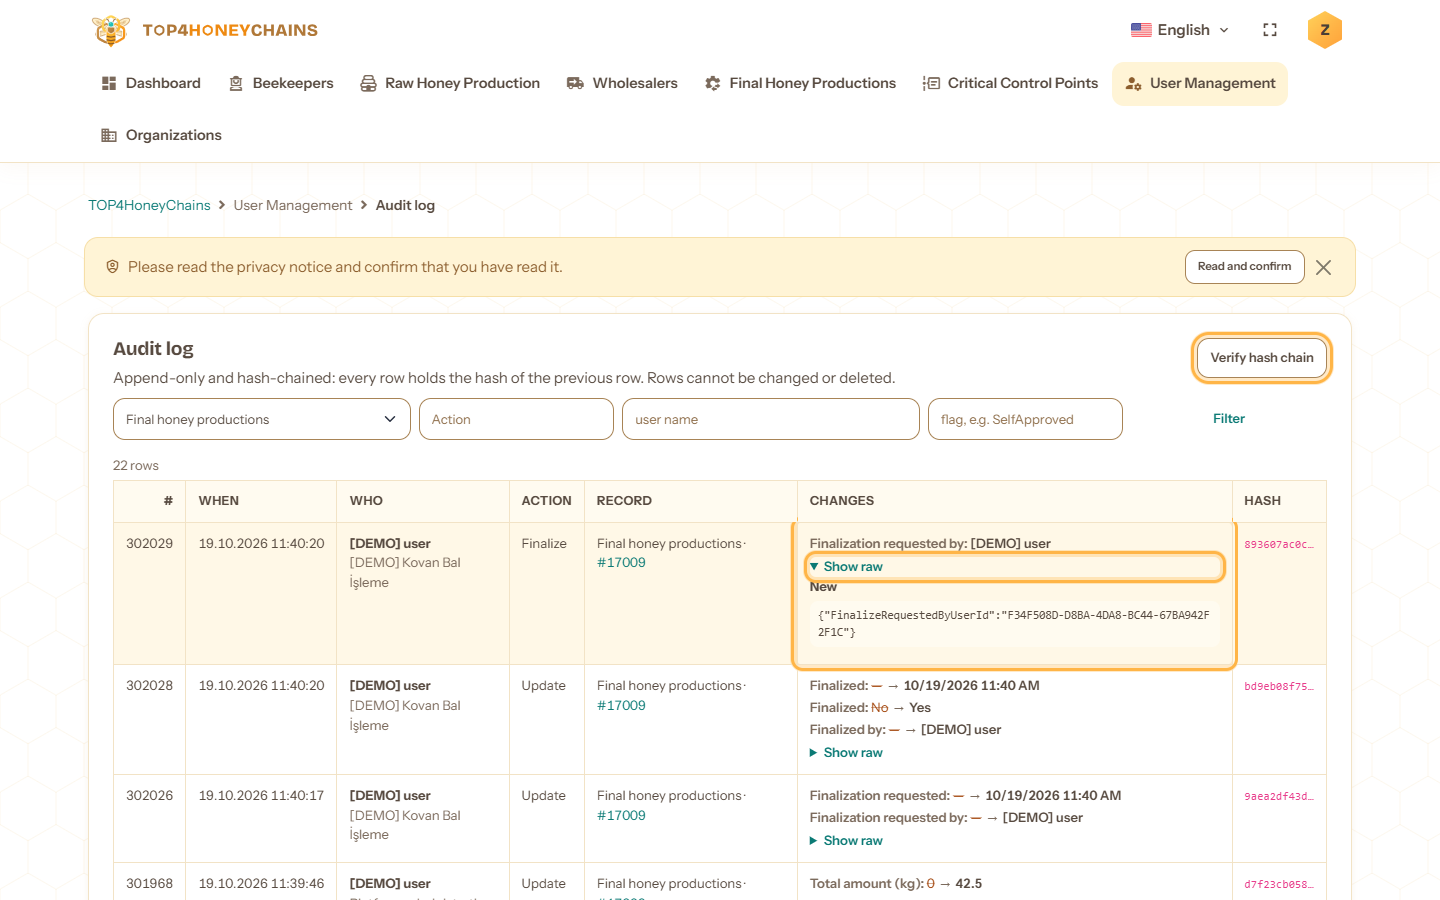 TOP4HONEYCHAINS
English
Z
Dashboard
Beekeepers
Raw Honey Production
Wholesalers
Final Honey Productions
Critical Control Points
User Management
Organizations
TOP4HoneyChains > User Management > Audit log
Please read the privacy notice and confirm that you have read it.
Read and confirm
Audit log
Verify hash chain
Append-only and hash-chained: every row holds the hash of the previous row. Rows cannot be changed or deleted.
Final honey productions
Action
user name
flag, e.g. SelfApproved
Filter
22 rows
# WHEN WHO ACTION RECORD CHANGES HASH
302029
19.10.2026 11:40:20
[DEMO] user
[DEMO] Kovan Bal
İşleme
Finalize
Final honey productions ·
#17009
Finalization requested by: [DEMO] user
▼ Show raw
New
{"FinalizeRequestedByUserId":"F34F508D-D8BA-4DA8-BC44-67BA942F
2F1C"}
893607ac0c…
302028
19.10.2026 11:40:20
[DEMO] user
[DEMO] Kovan Bal
İşleme
Update
Final honey productions ·
#17009
Finalized: — → 10/19/2026 11:40 AM
Finalized: No → Yes
Finalized by: — → [DEMO] user
▶ Show raw
bd9eb08f75…
302026
19.10.2026 11:40:17
[DEMO] user
[DEMO] Kovan Bal
İşleme
Update
Final honey productions ·
#17009
Finalization requested: — → 10/19/2026 11:40 AM
Finalization requested by: — → [DEMO] user
▶ Show raw
9aea2df43d…
301968
19.10.2026 11:39:46
[DEMO] user
Update
Final honey productions ·
Total amount (kg): 0 → 42.5
d7f23cb058…